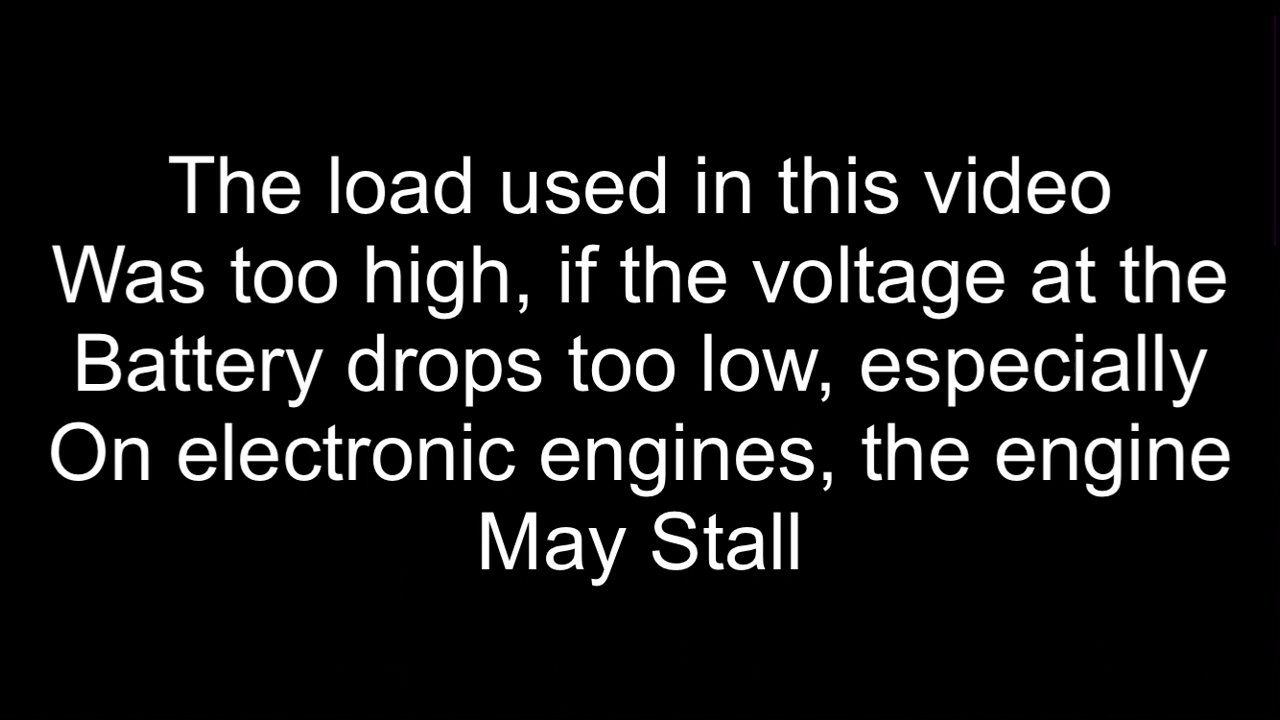 The load used in this video
Was too high, if the voltage at the
Battery drops too low, especially
On electronic engines, the engine
May Stall